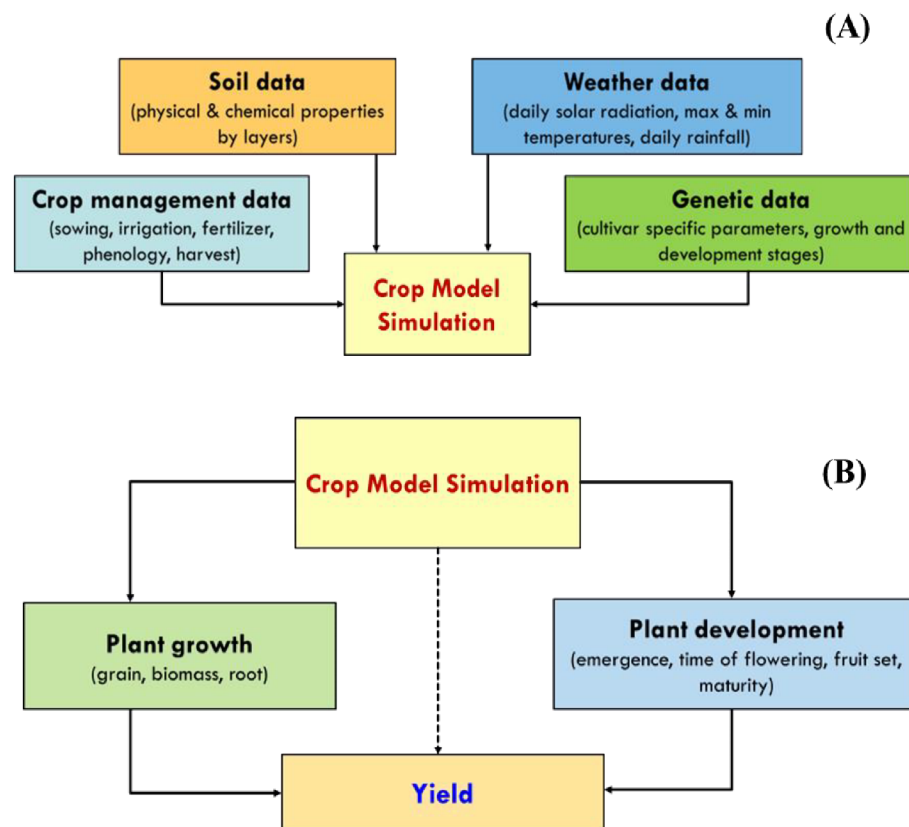 (A)
Soil data
(physical & chemical properties
by layers)
Weather data
(daily solar radiation, max & min
temperatures, daily rainfall)
Crop management data
(sowing, irrigation, fertilizer,
phenology, harvest)
Genetic data
(cultivar specific parameters, growth and
development stages)
Crop Model
Simulation
(B)
Crop Model Simulation
Plant growth
(grain, biomass, root)
Plant development
(emergence, time of flowering, fruit set,
maturity)
Yield